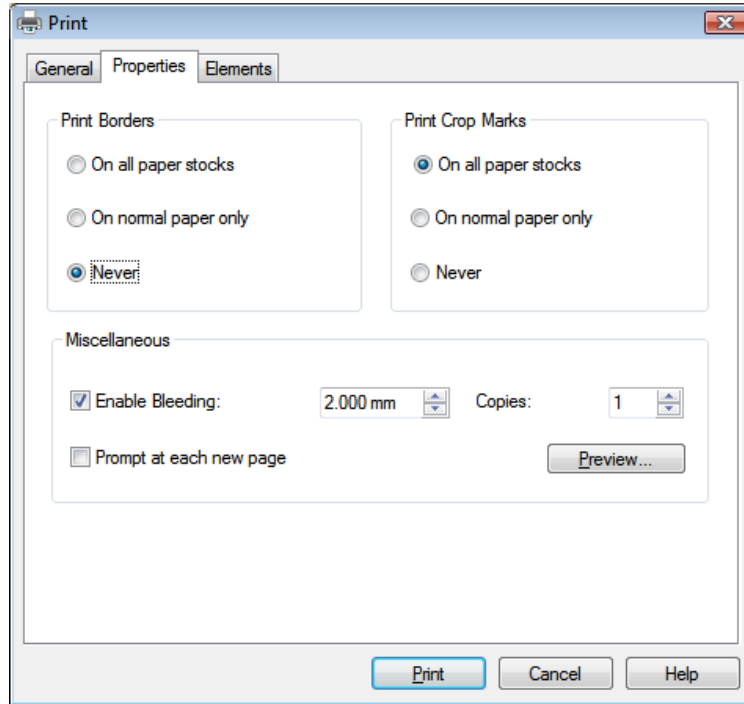 Print
General Properties Elements
Print Borders
On all paper stocks
On normal paper only
Never
Print Crop Marks
On all paper stocks
On normal paper only
Never
Miscellaneous
Enable Bleeding: 2.000 mm Copies: 1
Prompt at each new page Preview...
Print Cancel Help